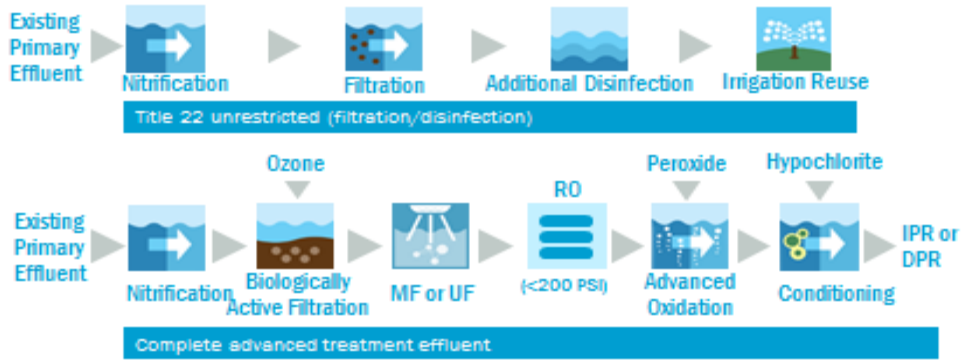 Existing
Primary
Effluent
Nitrification
Filtration
Additional Disinfection
Irrigation Reuse
Title 22 unrestricted (filtration/disinfection)
Ozone
Peroxide
Hypochlorite
RO
Existing
Primary
Effluent
IPR or
DPR
Nitrification
Biologically
Active Filtration
MF or UF
(<200 PSI)
Advanced
Oxidation
Conditioning
Complete advanced treatment effluent